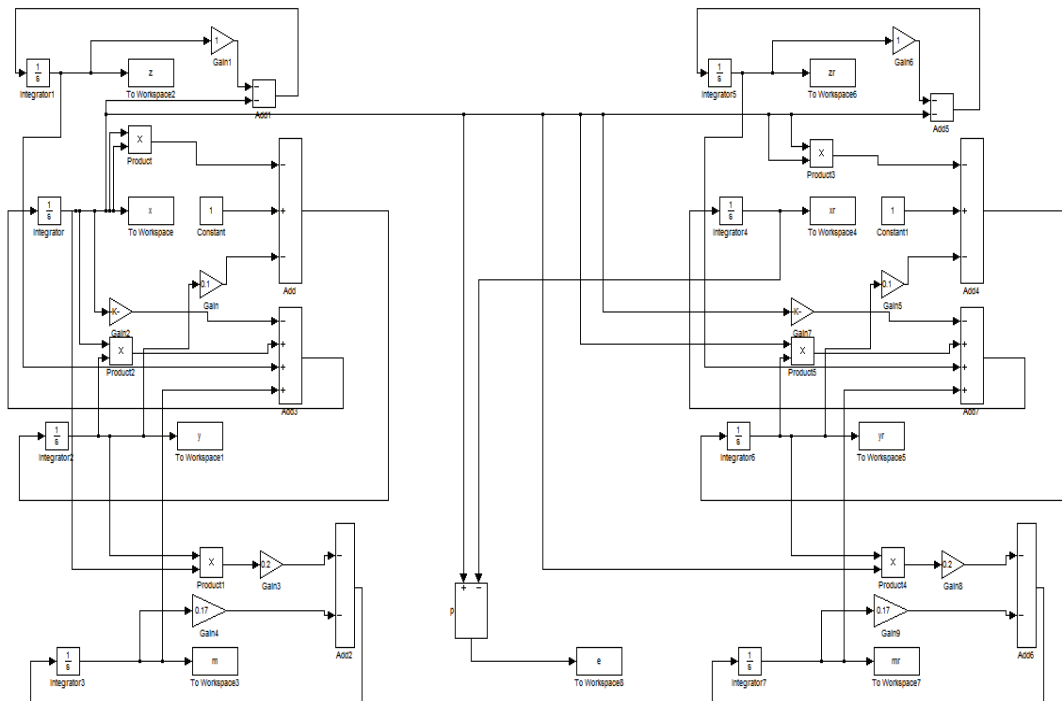 1
Gain1
1
s
Integrator1
z
To Workspace2
Add1
X
Product
1
s
Integrator
x
To Workspace
1
Constant
0.1
Gain
Add
-K-
Gain2
X
Product2
Add3
1
s
Integrator2
y
To Workspace1
X
Product1
0.2
Gain3
0.17
Gain4
Add2
1
s
Integrator3
m
To Workspace3
p
e
To Workspace8
1
Gain6
1
s
Integrator5
zr
To Workspace6
Add5
X
Product3
1
s
Integrator4
xr
To Workspace4
1
Constant1
0.1
Gain5
Add4
-K-
Gain7
X
Product5
Add7
1
s
Integrator6
yr
To Workspace5
X
Product4
0.2
Gain8
0.17
Gain9
Add6
1
s
Integrator7
mr
To Workspace7